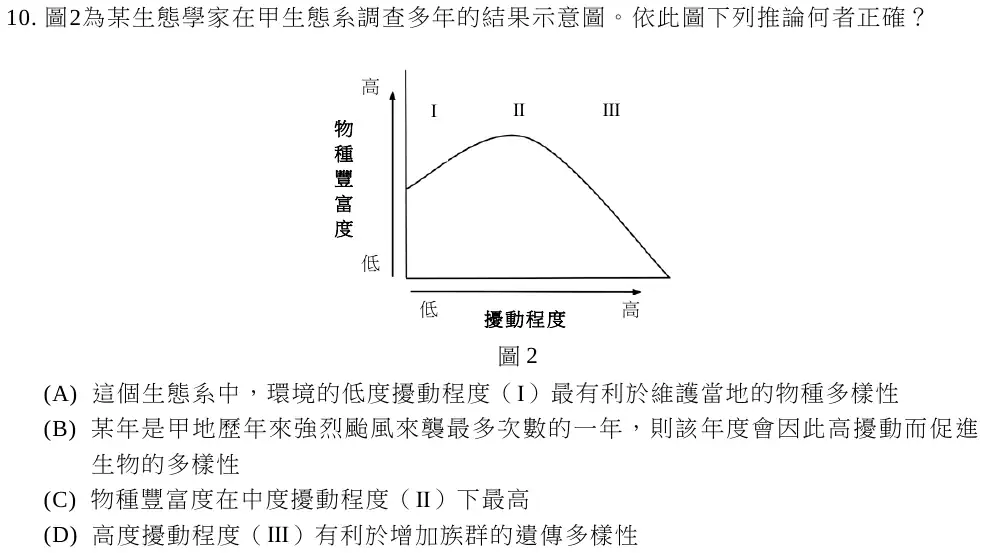 10. 圖2為某生態學家在甲生態系調查多年的結果示意圖。依此圖下列推論何者正確？
高
I II III
物種豐富度
低
低 高
擾動程度
圖 2
(A) 這個生態系中，環境的低度擾動程度（I）最有利於維護當地的物種多樣性
(B) 某年是甲地歷年來強烈颱風來襲最多次數的一年，則該年度會因此高擾動而促進
生物的多樣性
(C) 物種豐富度在中度擾動程度（II）下最高
(D) 高度擾動程度（III）有利於增加族群的遺傳多樣性